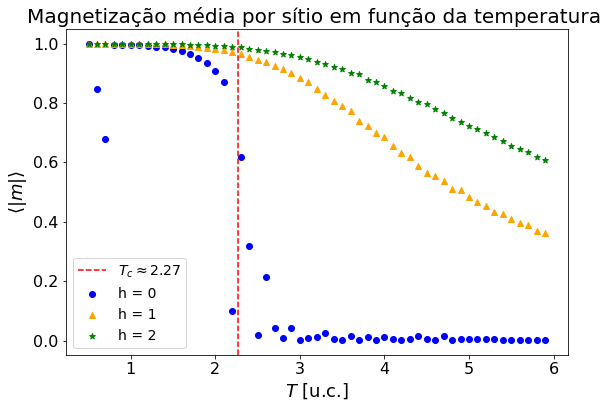 Magnetização média por sítio em função da temperatura
⟨|m|⟩
1.0
0.8
0.6
0.4
0.2
0.0
T_c ≈ 2.27
h = 0
h = 1
h = 2
1 2 3 4 5 6
T [u.c.]